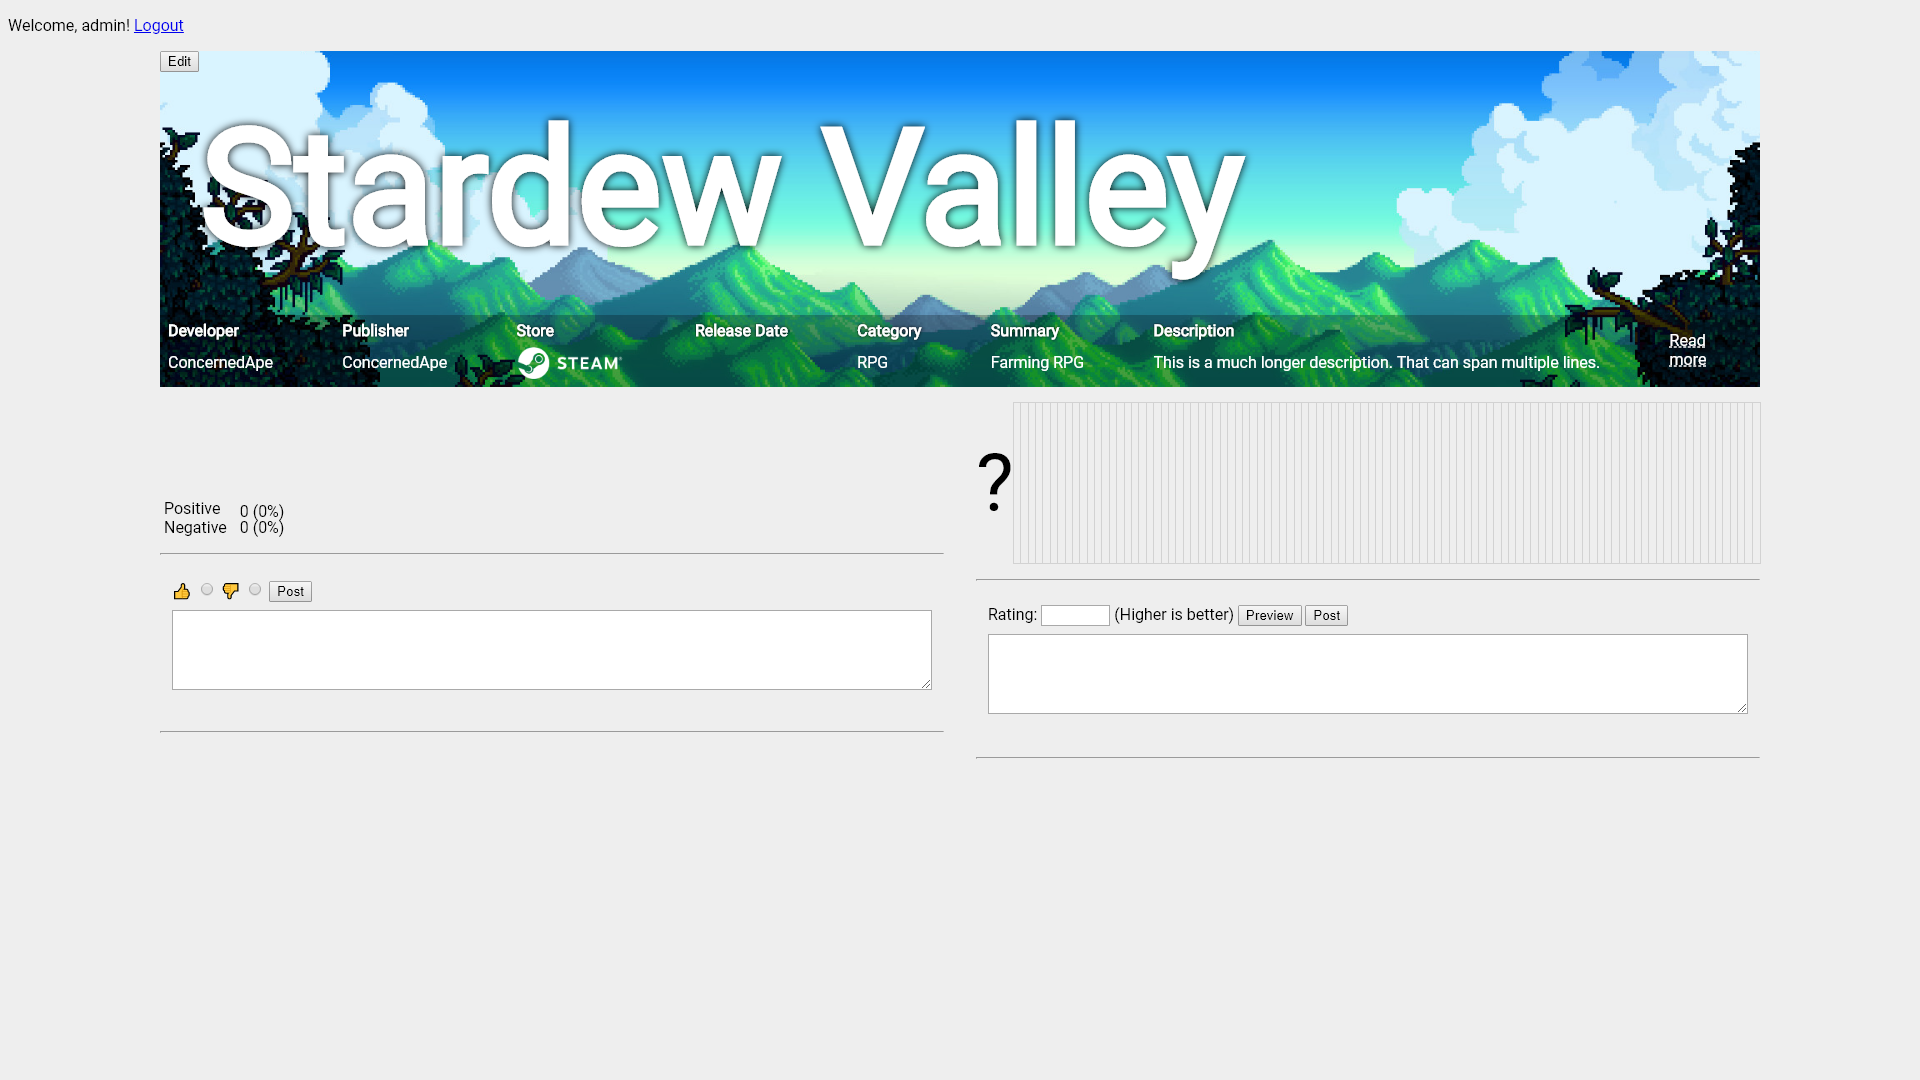 Welcome, admin! Logout
Edit
Stardew Valley
Developer Publisher Store Release Date Category Summary Description
ConcernedApe ConcernedApe STEAM RPG Farming RPG This is a much longer description. That can span multiple lines.
Read
more
?
Positive 0 (0%)
Negative 0 (0%)
Post
Rating: (Higher is better) Preview Post